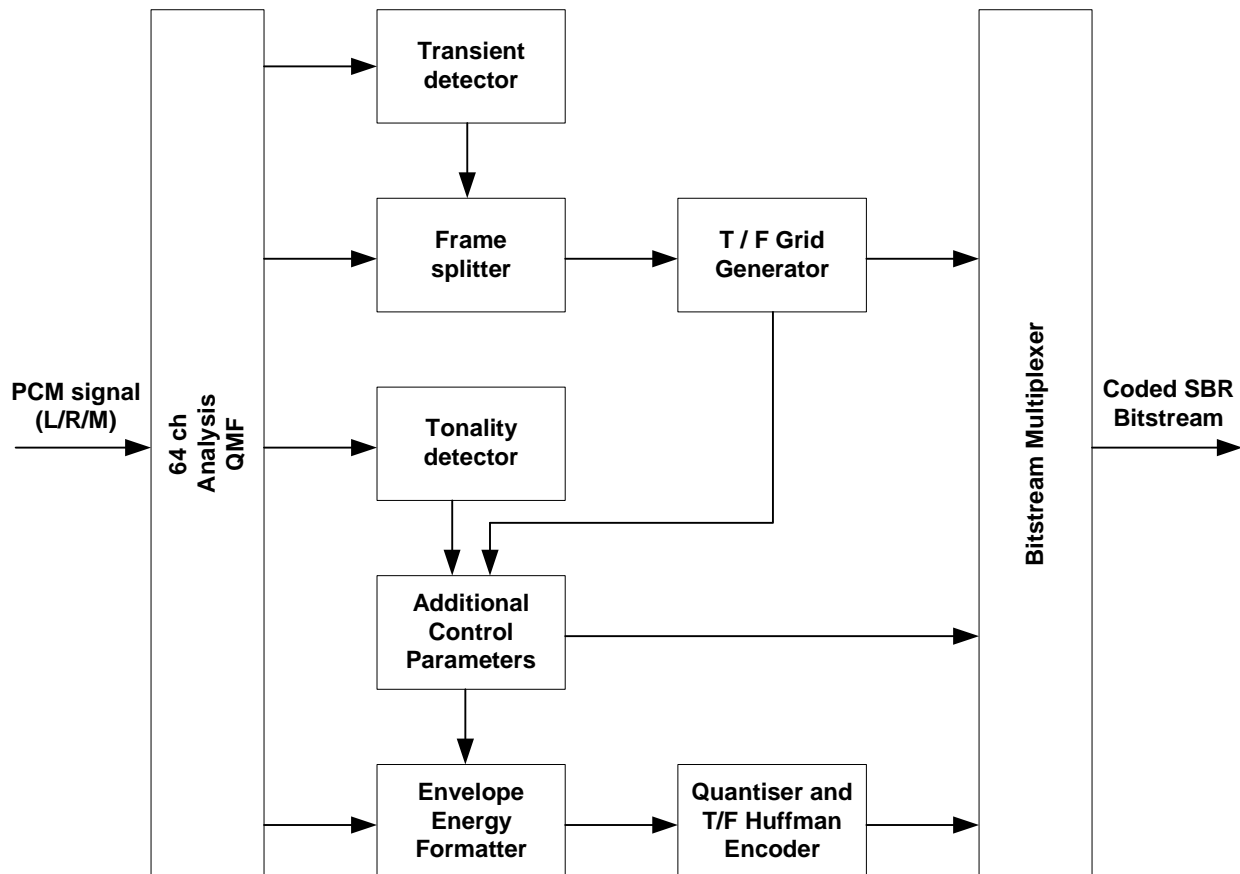 Transient
detector
Frame
splitter
T / F Grid
Generator
PCM signal
(L/R/M)
64 ch
Analysis
QMF
Tonality
detector
Bitstream Multiplexer
Coded SBR
Bitstream
Additional
Control
Parameters
Envelope
Energy
Formatter
Quantiser and
T/F Huffman
Encoder